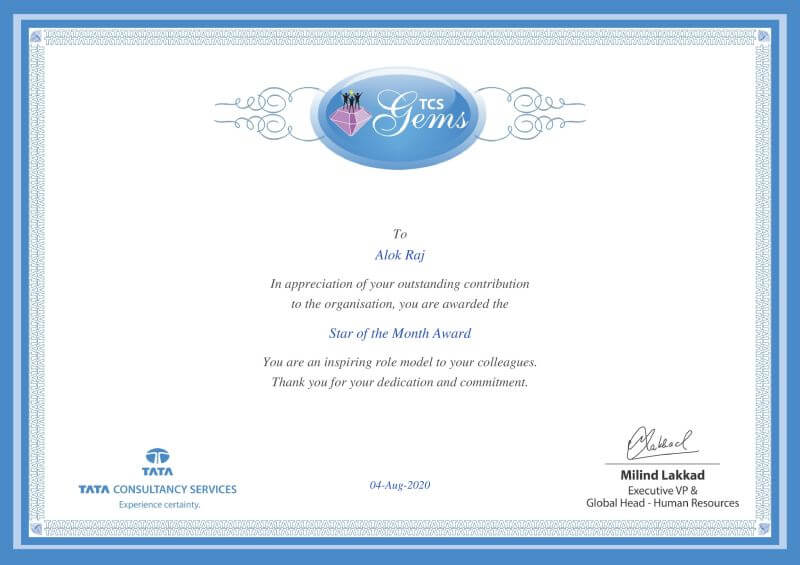 TCS
Gems
To
Alok Raj
In appreciation of your outstanding contribution
to the organisation, you are awarded the
Star of the Month Award
You are an inspiring role model to your colleagues.
Thank you for your dedication and commitment.
TATA
TATA CONSULTANCY SERVICES
Experience certainty.
04-Aug-2020
Lakkad
Milind Lakkad
Executive VP &
Global Head - Human Resources